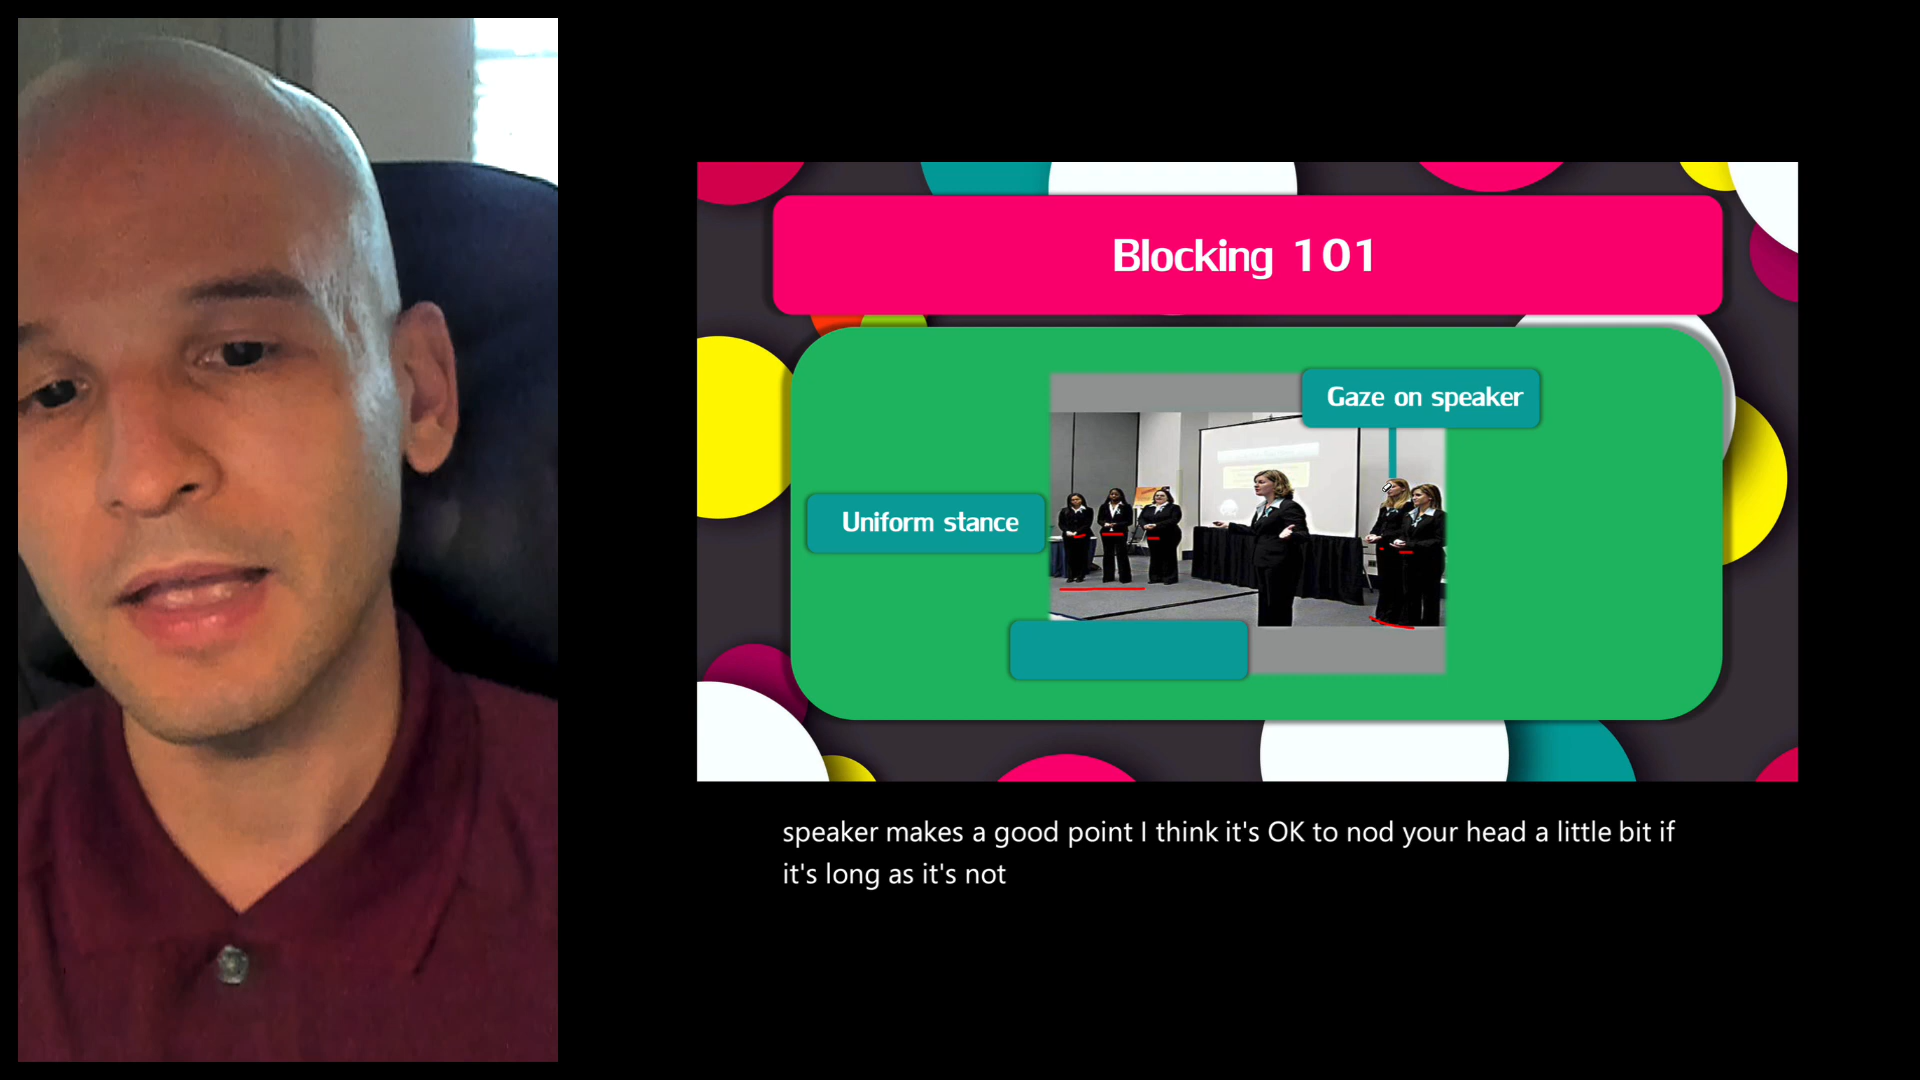 Blocking 101
Gaze on speaker
Uniform stance
speaker makes a good point I think it's OK to nod your head a little bit if
it's long as it's not